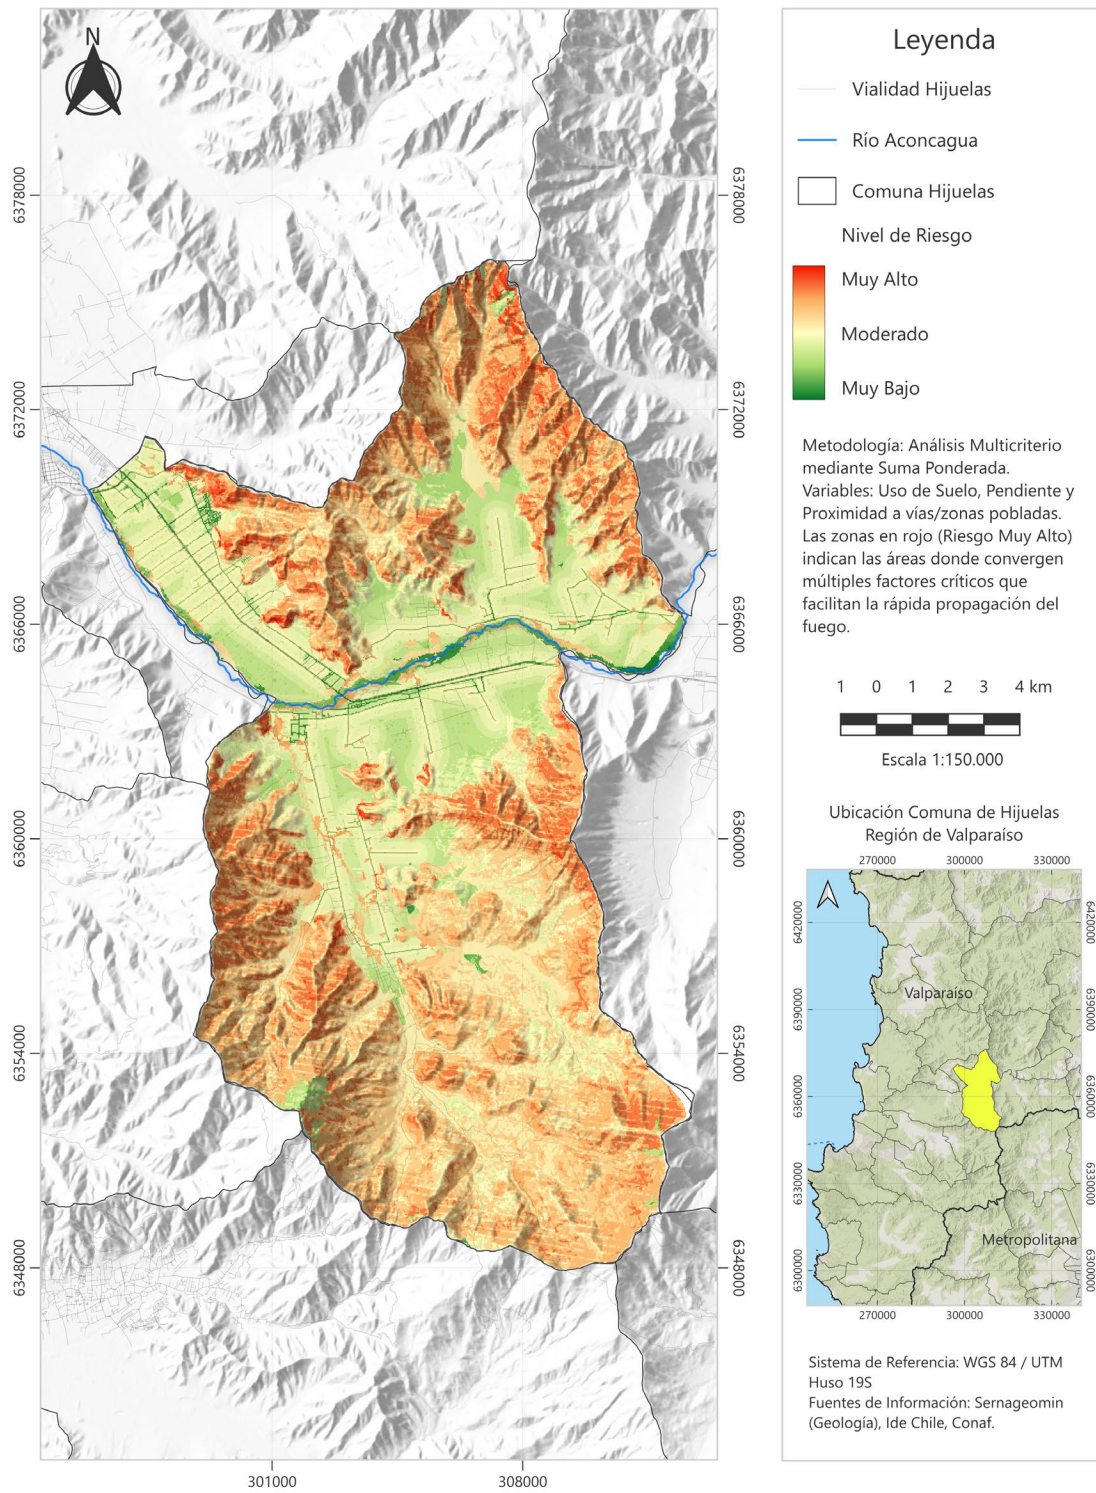 N
6378000
6372000
6366000
6360000
6354000
6348000
6378000
6372000
6366000
6360000
6354000
6348000
301000
308000
Leyenda
Vialidad Hijuelas
Río Aconcagua
Comuna Hijuelas
Nivel de Riesgo
Muy Alto
Moderado
Muy Bajo
Metodología: Análisis Multicriterio
mediante Suma Ponderada.
Variables: Uso de Suelo, Pendiente y
Proximidad a vías/zonas pobladas.
Las zonas en rojo (Riesgo Muy Alto)
indican las áreas donde convergen
múltiples factores críticos que
facilitan la rápida propagación del
fuego.
1 0 1 2 3 4 km
Escala 1:150.000
Ubicación Comuna de Hijuelas
Región de Valparaíso
270000 300000 330000
6420000
6390000
6360000
6330000
6300000
Valparaíso
Metropolitana
6420000
6390000
6360000
6330000
6300000
270000 300000 330000
Sistema de Referencia: WGS 84 / UTM
Huso 19S
Fuentes de Información: Sernageomin
(Geología), Ide Chile, Conaf.